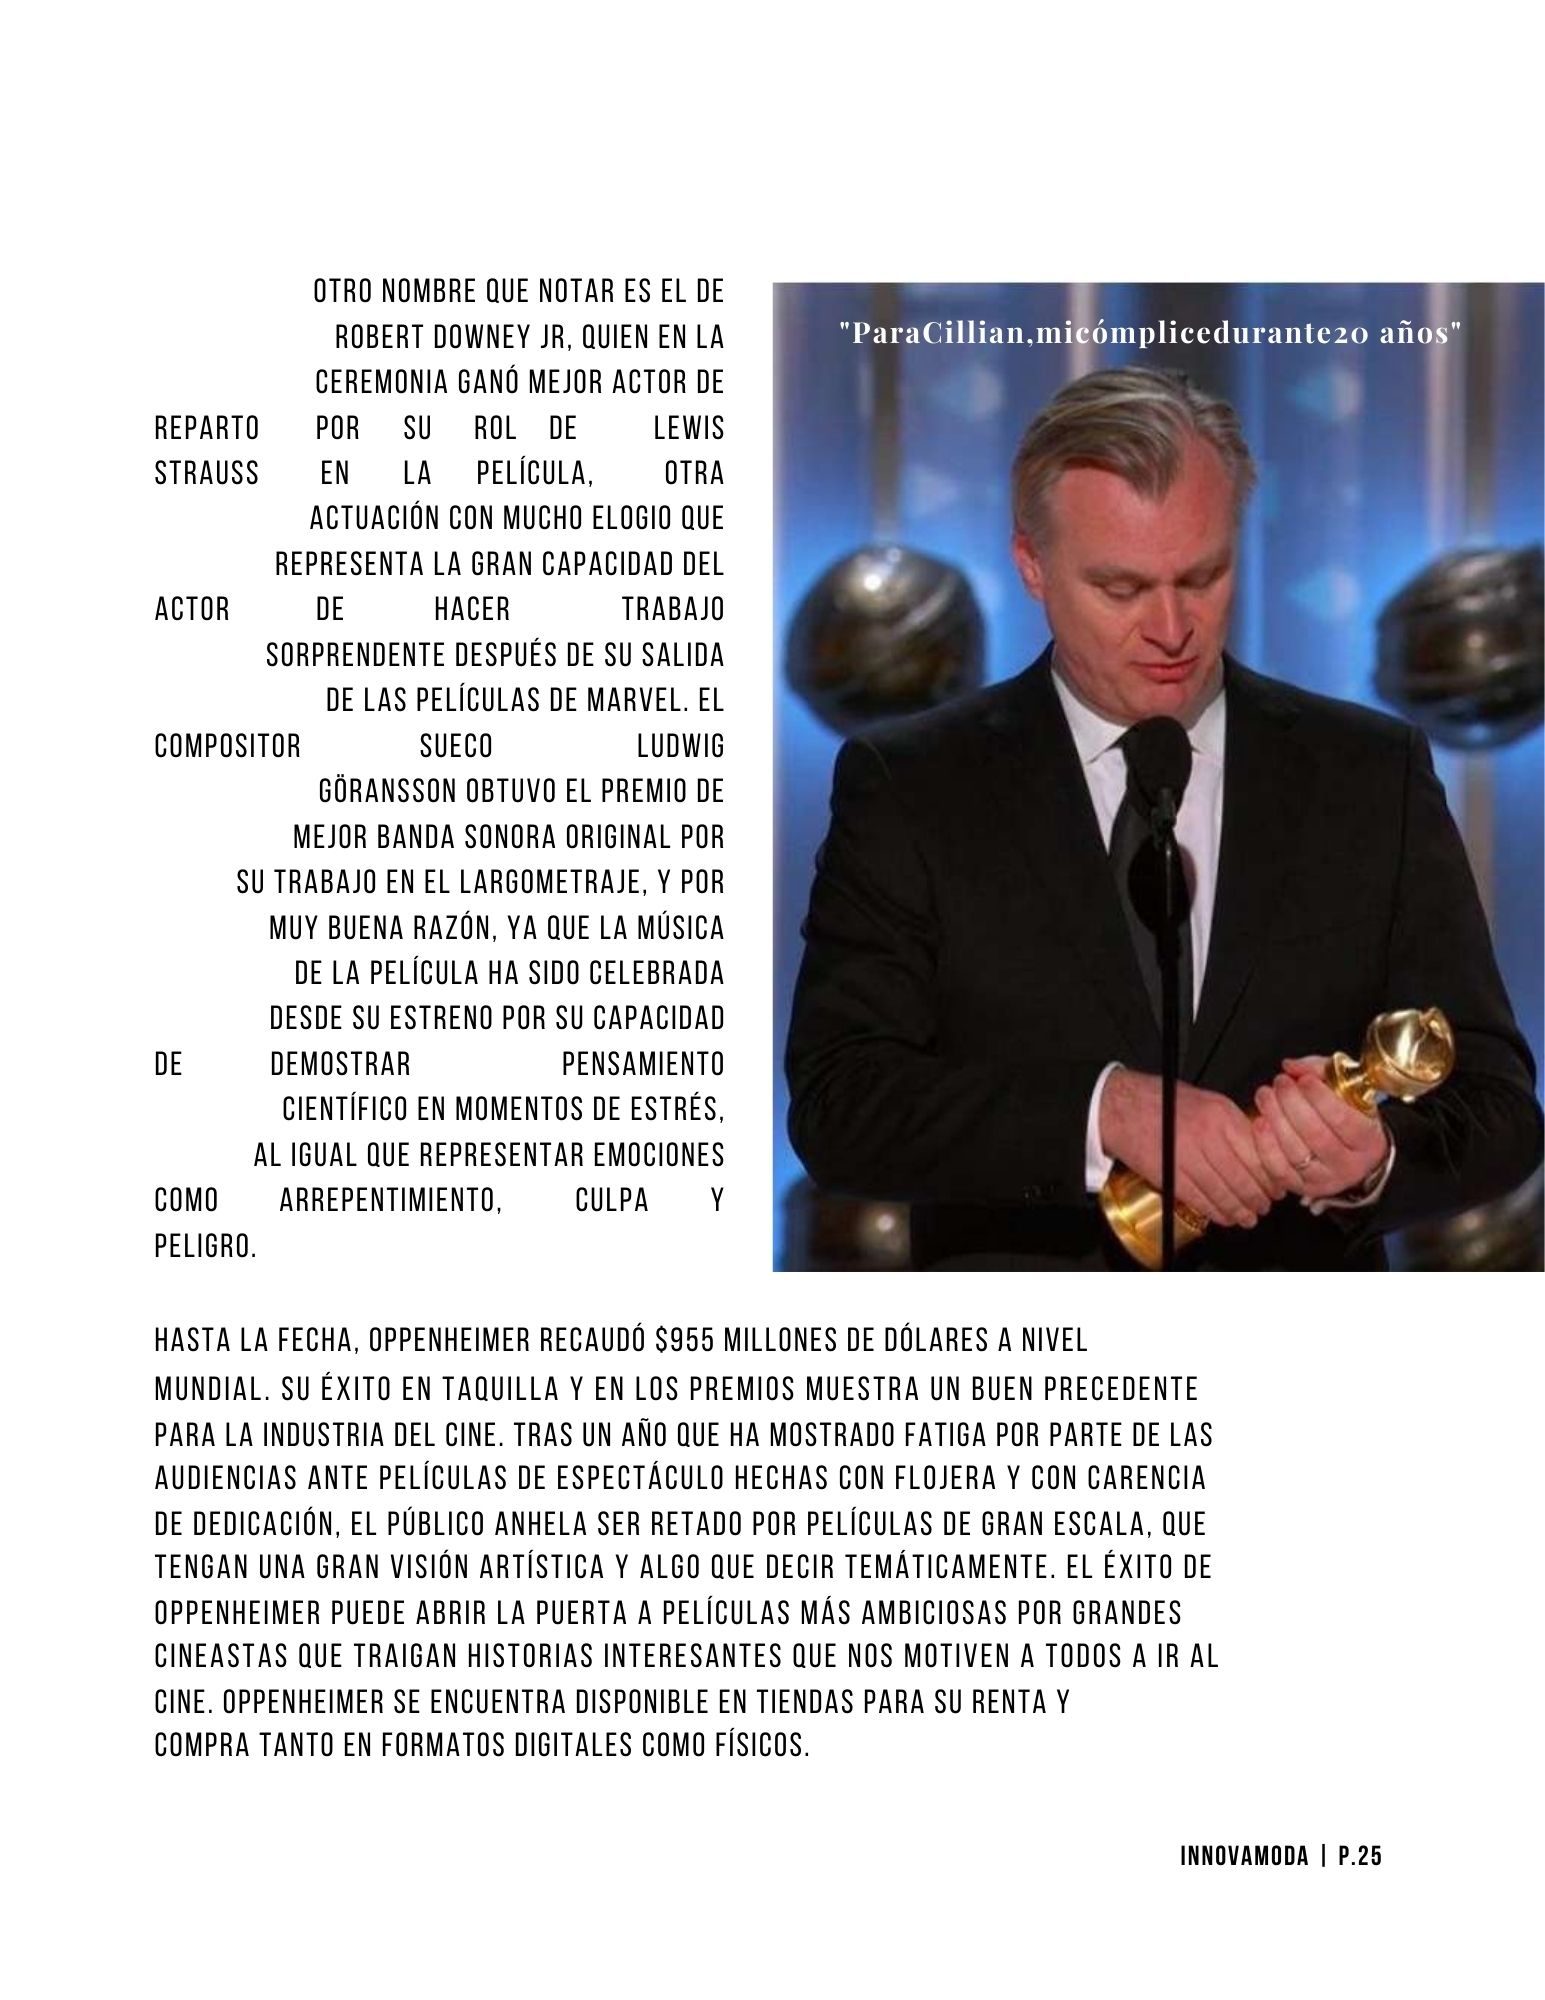 OTRO NOMBRE QUE NOTAR ES EL DE
ROBERT DOWNEY JR, QUIEN EN LA
CEREMONIA GANÓ MEJOR ACTOR DE
REPARTO POR SU ROL DE LEWIS
STRAUSS EN LA PELÍCULA, OTRA
ACTUACIÓN CON MUCHO ELOGIO QUE
REPRESENTA LA GRAN CAPACIDAD DEL
ACTOR DE HACER TRABAJO
SORPRENDENTE DESPUÉS DE SU SALIDA
DE LAS PELÍCULAS DE MARVEL. EL
COMPOSITOR SUECO LUDWIG
GÖRANSSON OBTUVO EL PREMIO DE
MEJOR BANDA SONORA ORIGINAL POR
SU TRABAJO EN EL LARGOMETRAJE, Y POR
MUY BUENA RAZÓN, YA QUE LA MÚSICA
DE LA PELÍCULA HA SIDO CELEBRADA
DESDE SU ESTRENO POR SU CAPACIDAD
DE DEMOSTRAR PENSAMIENTO
CIENTÍFICO EN MOMENTOS DE ESTRÉS,
AL IGUAL QUE REPRESENTAR EMOCIONES
COMO ARREPENTIMIENTO, CULPA Y
PELIGRO.
"ParaCillian,micómplicedurante20 años"
HASTA LA FECHA, OPPENHEIMER RECAUDÓ $955 MILLONES DE DÓLARES A NIVEL
MUNDIAL. SU ÉXITO EN TAQUILLA Y EN LOS PREMIOS MUESTRA UN BUEN PRECEDENTE
PARA LA INDUSTRIA DEL CINE. TRAS UN AÑO QUE HA MOSTRADO FATIGA POR PARTE DE LAS
AUDIENCIAS ANTE PELÍCULAS DE ESPECTÁCULO HECHAS CON FLOJERA Y CON CARENCIA
DE DEDICACIÓN, EL PÚBLICO ANHELA SER RETADO POR PELÍCULAS DE GRAN ESCALA, QUE
TENGAN UNA GRAN VISIÓN ARTÍSTICA Y ALGO QUE DECIR TEMÁTICAMENTE. EL ÉXITO DE
OPPENHEIMER PUEDE ABRIR LA PUERTA A PELÍCULAS MÁS AMBICIOSAS POR GRANDES
CINEASTAS QUE TRAIGAN HISTORIAS INTERESANTES QUE NOS MOTIVEN A TODOS A IR AL
CINE. OPPENHEIMER SE ENCUENTRA DISPONIBLE EN TIENDAS PARA SU RENTA Y
COMPRA TANTO EN FORMATOS DIGITALES COMO FÍSICOS.
INNOVAMODA | P.25